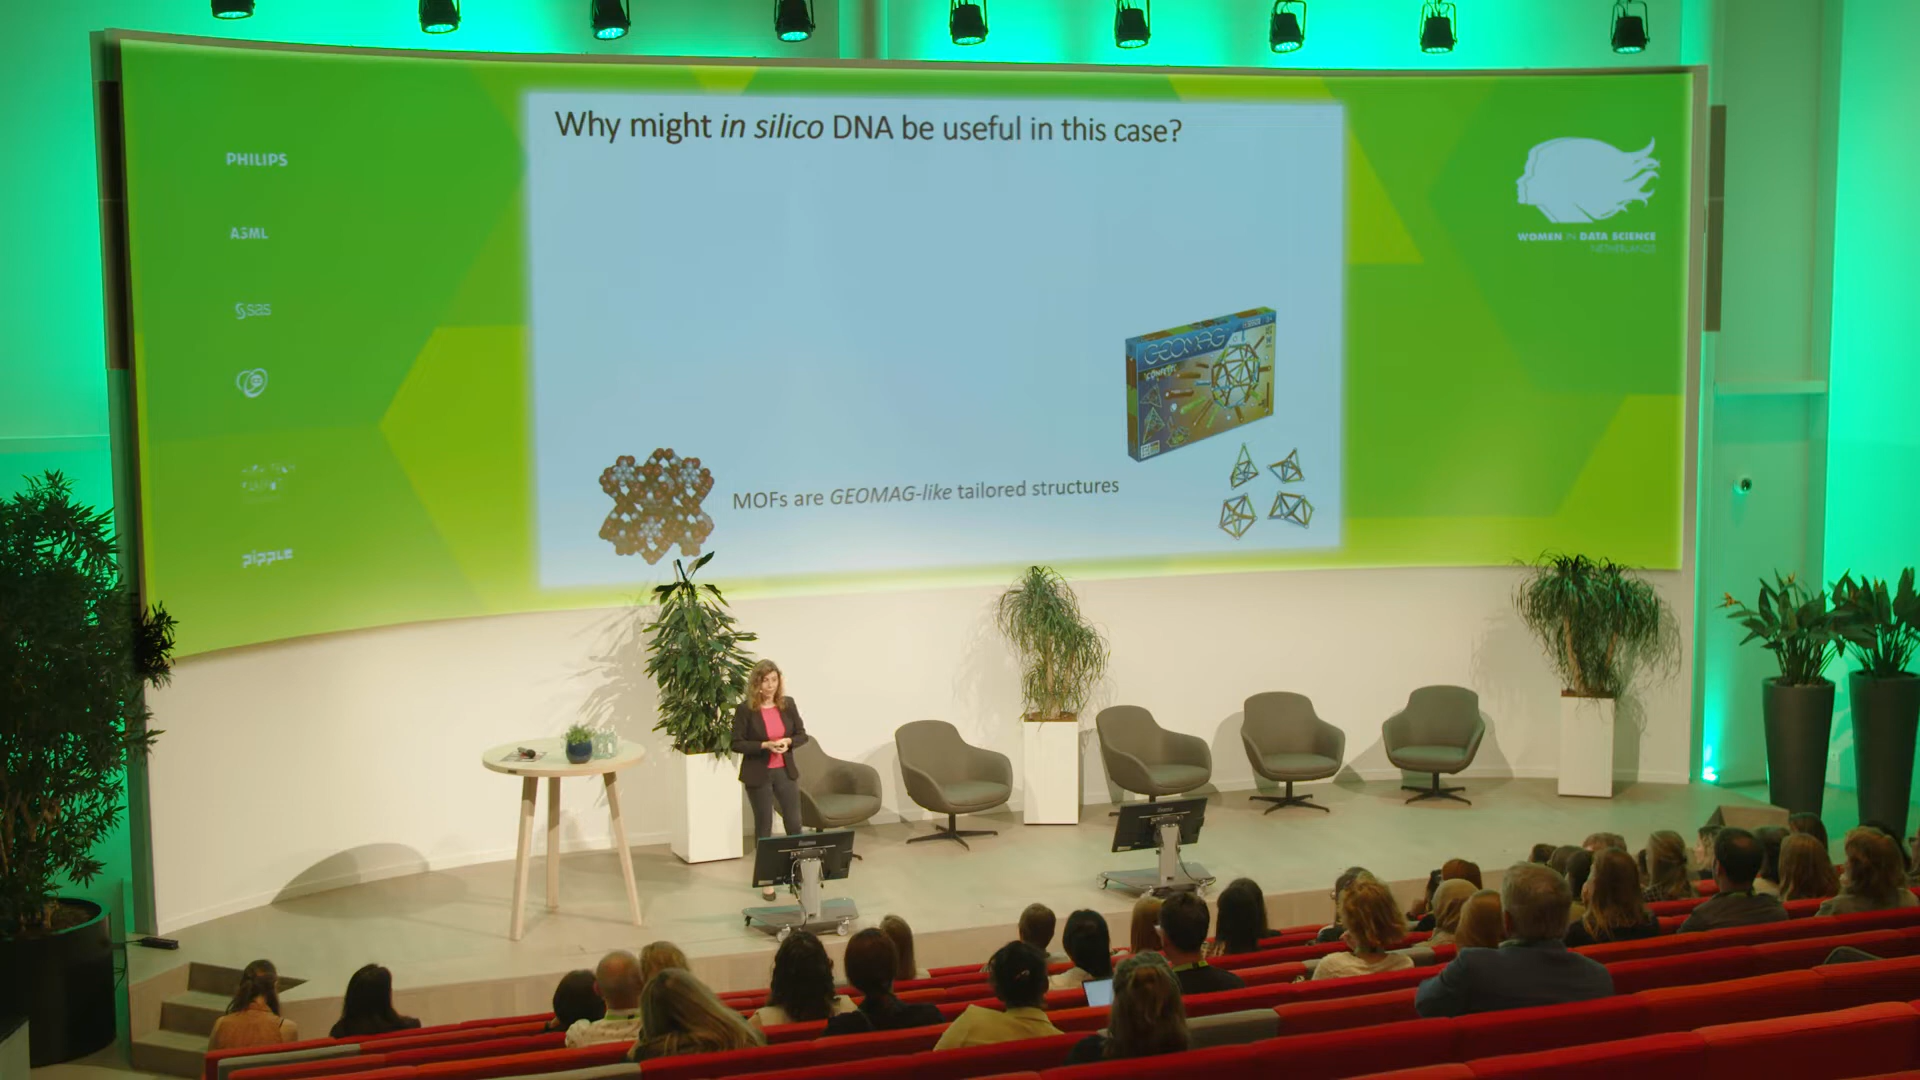 Why might in silico DNA be useful in this case?
PHILIPS
ASML
sas
pipple
WOMEN IN DATA SCIENCE
NETHERLANDS
GEOMAG
MOFs are GEOMAG-like tailored structures